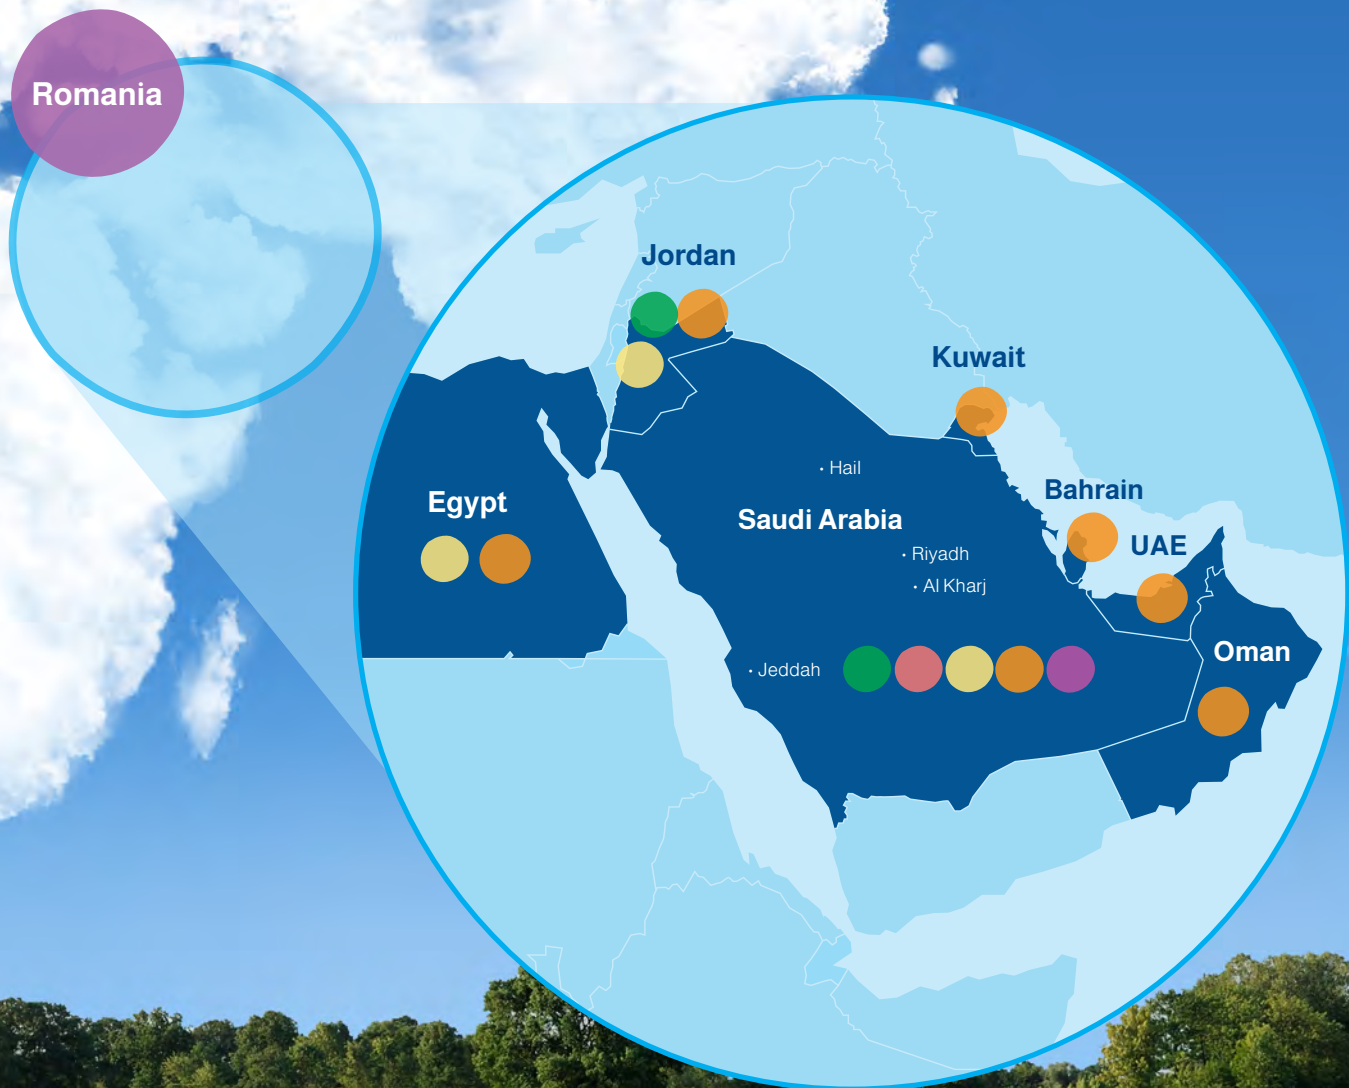 Romania
Jordan
Kuwait
· Hail
Bahrain
Egypt
Saudi Arabia
UAE
· Riyadh
· Al Kharj
Oman
· Jeddah